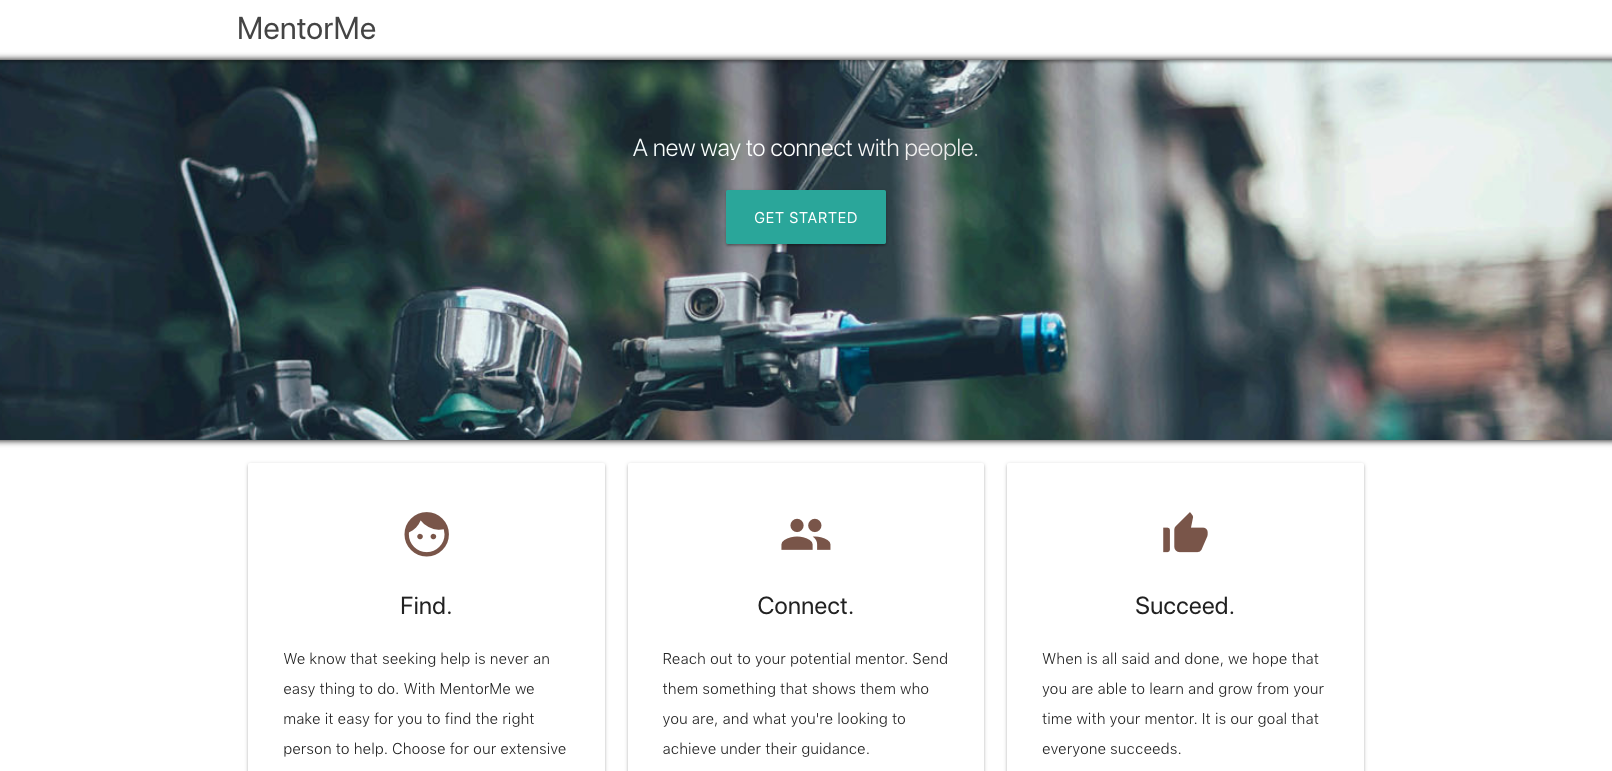 MentorMe
A new way to connect with people.
GET STARTED
Find.
We know that seeking help is never an
easy thing to do. With MentorMe we
make it easy for you to find the right
person to help. Choose for our extensive
Connect.
Reach out to your potential mentor. Send
them something that shows them who
you are, and what you're looking to
achieve under their guidance.
Succeed.
When is all said and done, we hope that
you are able to learn and grow from your
time with your mentor. It is our goal that
everyone succeeds.